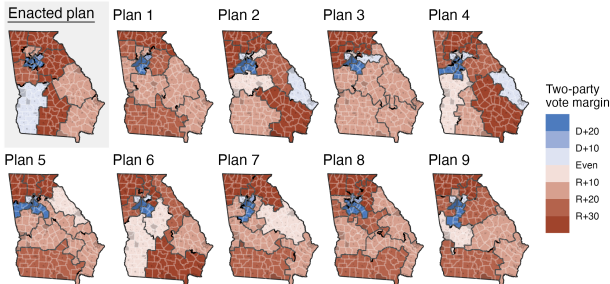 Enacted plan
Plan 1
Plan 2
Plan 3
Plan 4
Plan 5
Plan 6
Plan 7
Plan 8
Plan 9
Two-party
vote margin
D+20
D+10
Even
R+10
R+20
R+30